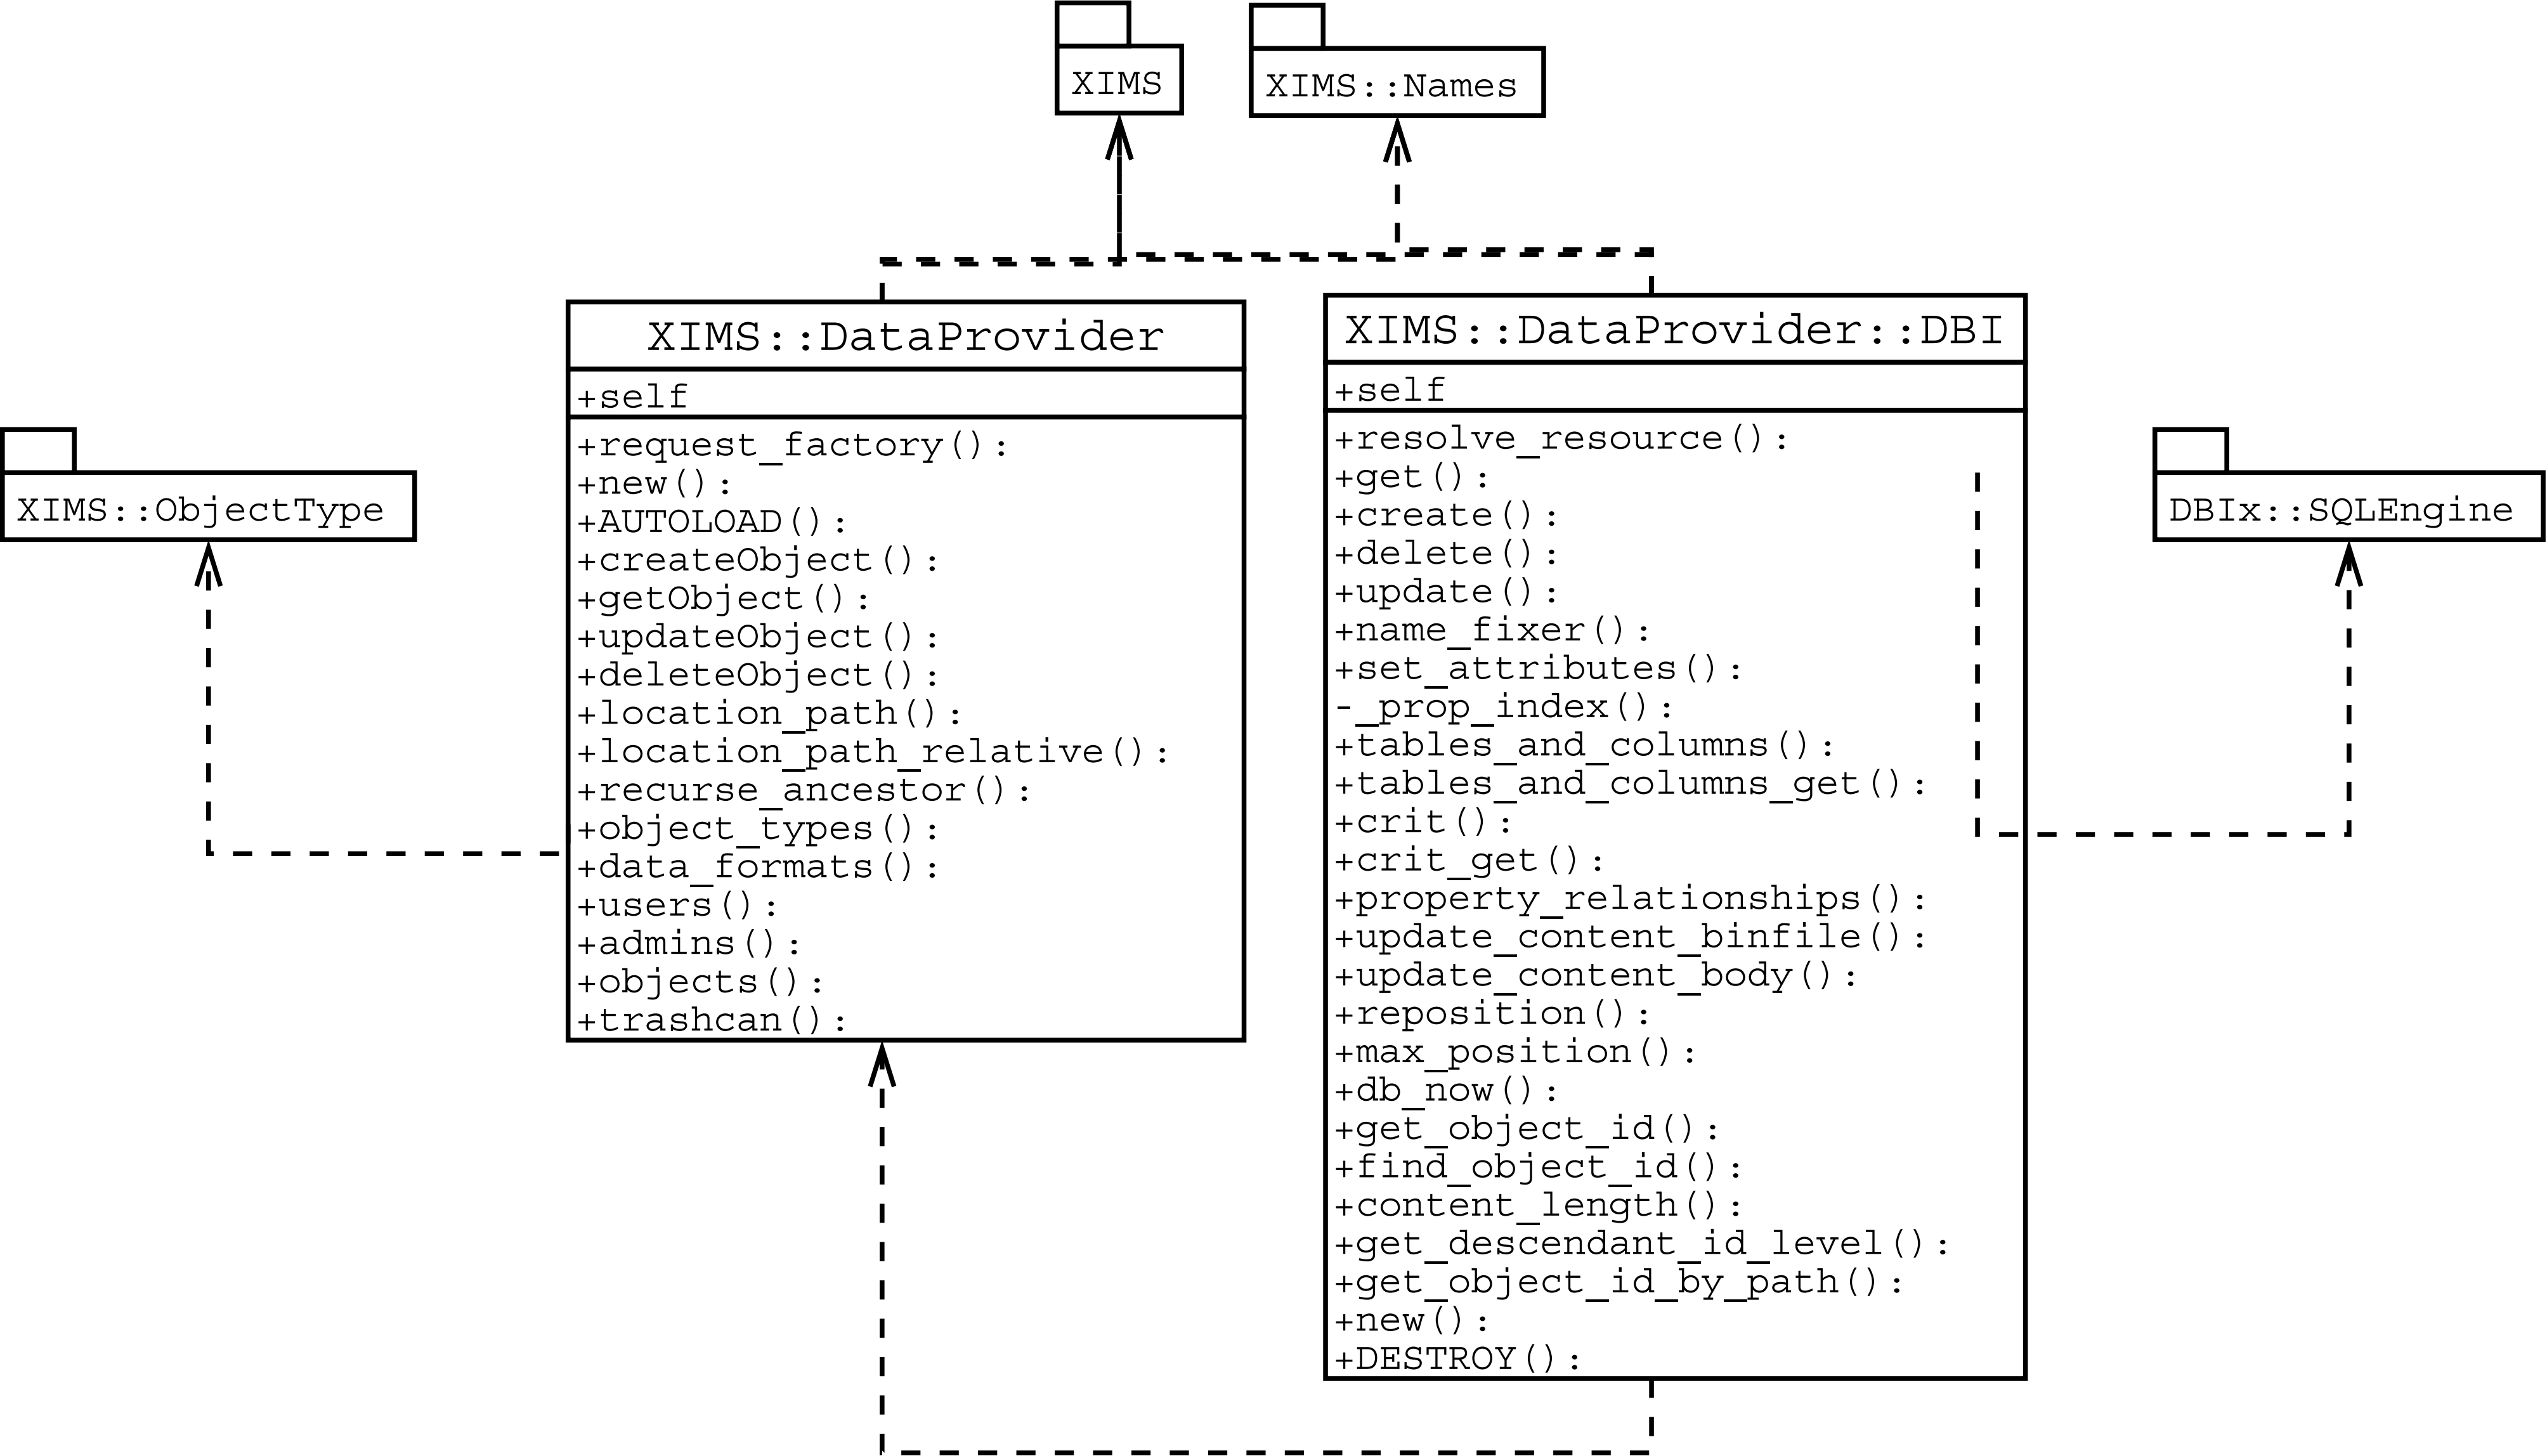 XIMS
XIMS::Names
XIMS::DataProvider
+self
+request_factory():
+new():
+AUTOLOAD():
+createObject():
+getObject():
+updateObject():
+deleteObject():
+location_path():
+location_path_relative():
+recurse_ancestor():
+object_types():
+data_formats():
+users():
+admins():
+objects():
+trashcan():
XIMS::DataProvider::DBI
+self
+resolve_resource():
+get():
+create():
+delete():
+update():
+name_fixer():
+set_attributes():
-_prop_index():
+tables_and_columns():
+tables_and_columns_get():
+crit():
+crit_get():
+property_relationships():
+update_content_binfile():
+update_content_body():
+reposition():
+max_position():
+db_now():
+get_object_id():
+find_object_id():
+content_length():
+get_descendant_id_level():
+get_object_id_by_path():
+new():
+DESTROY():
XIMS::ObjectType
DBIx::SQLEngine